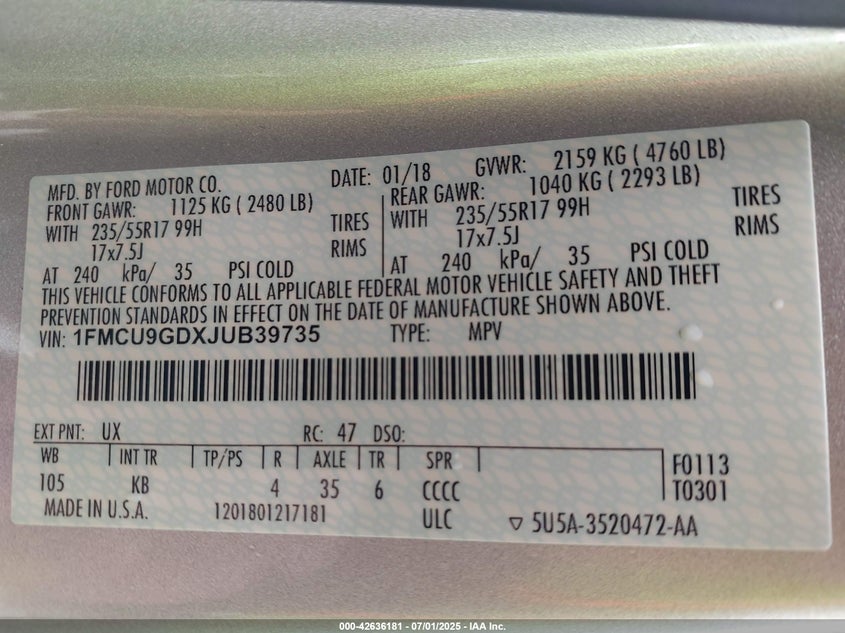 MFD. BY FORD MOTOR CO. DATE: 01/18 GVWR: 2159 KG ( 4760 LB)
FRONT GAWR: 1125 KG ( 2480 LB) REAR GAWR: 1040 KG ( 2293 LB)
WITH 235/55R17 99H TIRES WITH 235/55R17 99H TIRES
17x7.5J RIMS 17x7.5J RIMS
AT 240 kPa/ 35 PSI COLD AT 240 kPa/ 35 PSI COLD
THIS VEHICLE CONFORMS TO ALL APPLICABLE FEDERAL MOTOR VEHICLE SAFETY AND THEFT
PREVENTION STANDARDS IN EFFECT ON THE DATE OF MANUFACTURE SHOWN ABOVE.
VIN: 1FMCU9GDXJUB39735 TYPE: MPV
EXT PNT: UX RC: 47 DSO:
WB INT TR TP/PS R AXLE TR SPR F0113
105 KB 4 35 6 CCCC T0301
MADE IN U.S.A. 1201801217181 ULC ▽ 5U5A-3520472-AA
000-42636181 - 07/01/2025 - IAA Inc.